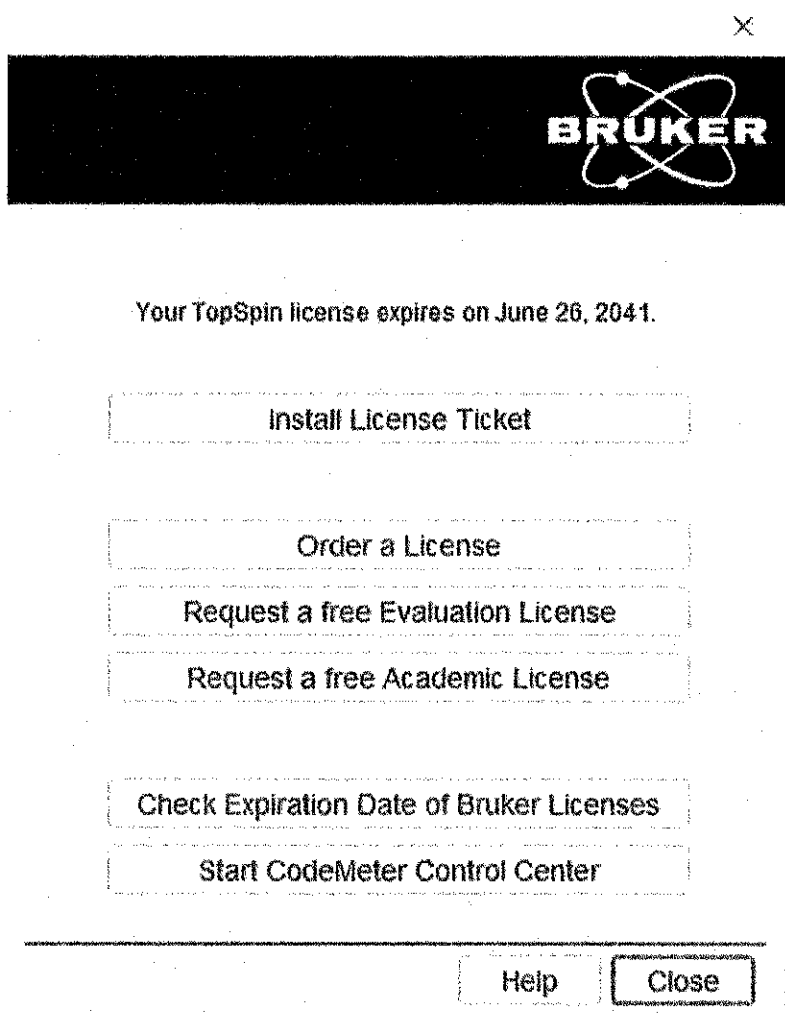 BRUKER
Your TopSpin license expires on June 26, 2041.
Install License Ticket
Order a License
Request a free Evaluation License
Request a free Academic License
Check Expiration Date of Bruker Licenses
Start CodeMeter Control Center
Help Close